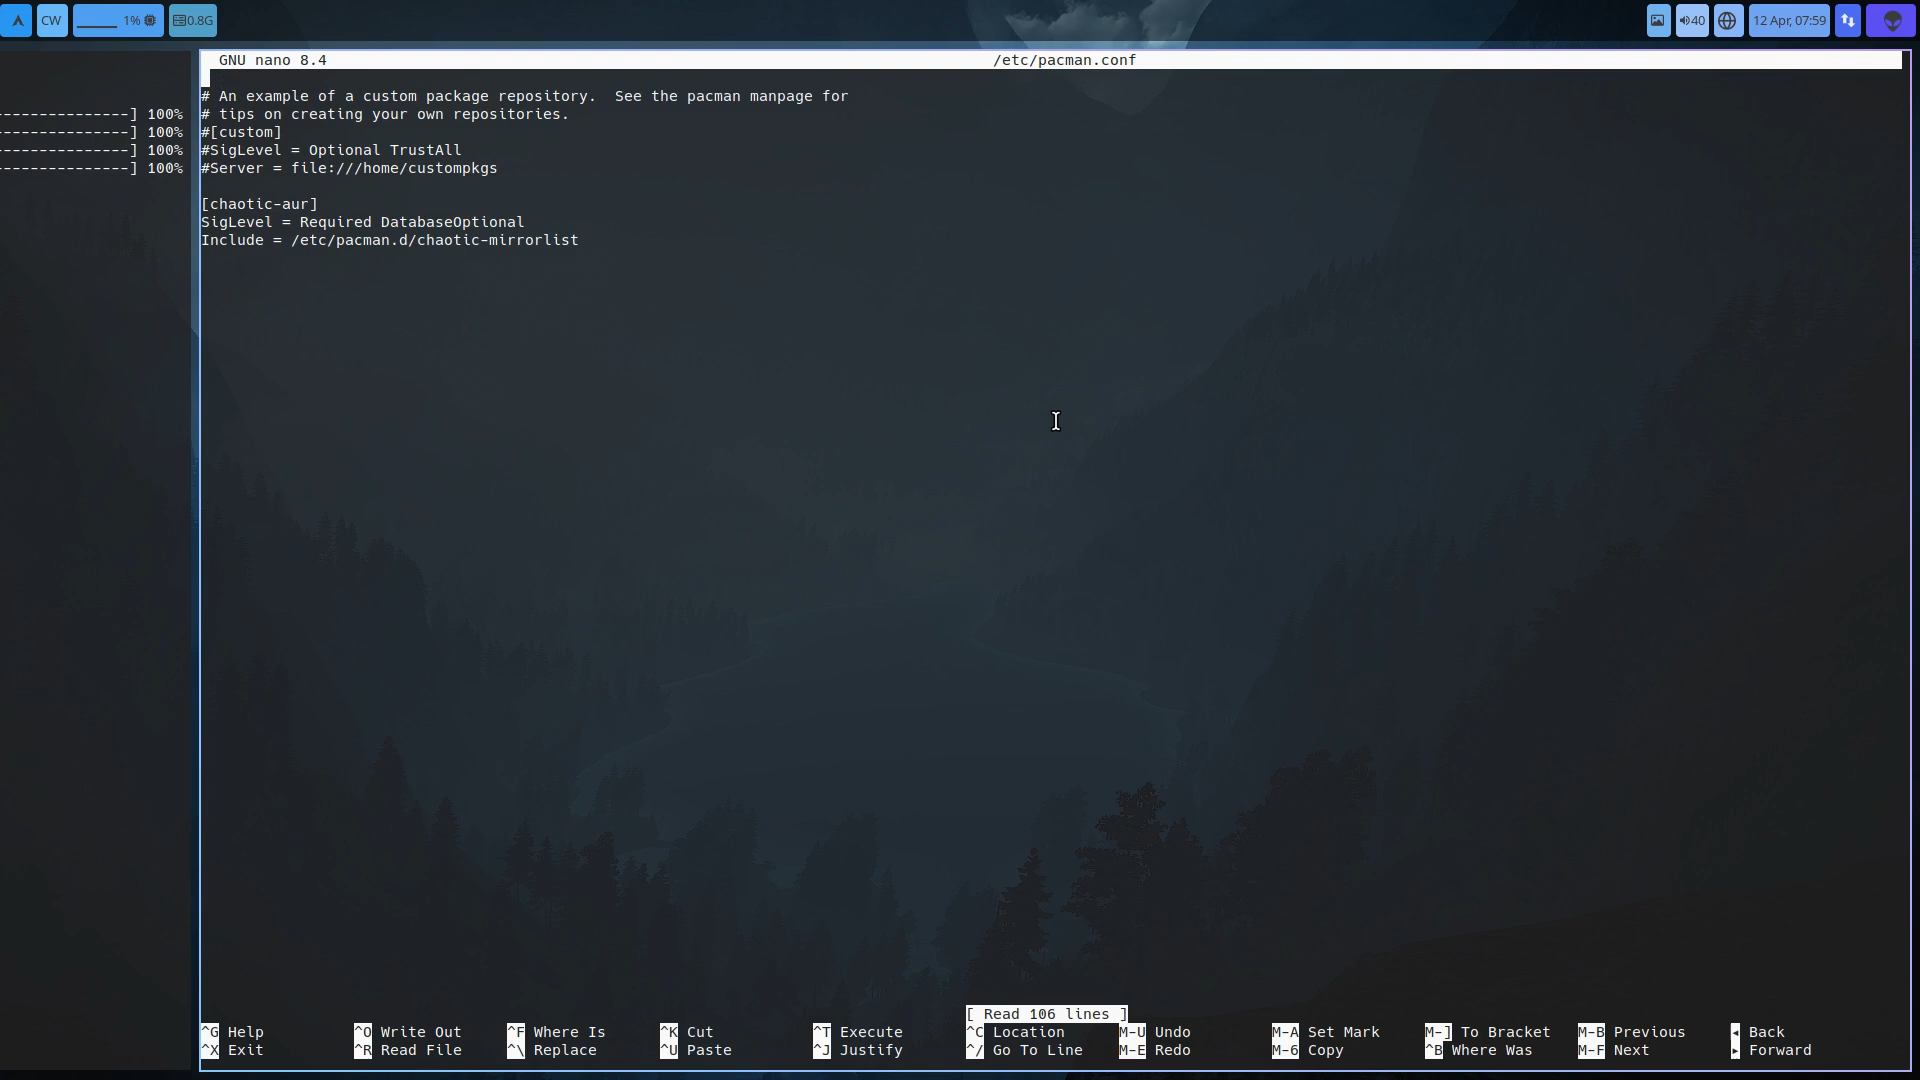 CW
1%
0.8G
40
12 Apr, 07:59
GNU nano 8.4 /etc/pacman.conf
# An example of a custom package repository.  See the pacman manpage for
# tips on creating your own repositories.
#[custom]
#SigLevel = Optional TrustAll
#Server = file:///home/custompkgs
[chaotic-aur]
SigLevel = Required DatabaseOptional
Include = /etc/pacman.d/chaotic-mirrorlist
---------------] 100%
---------------] 100%
---------------] 100%
---------------] 100%
[ Read 106 lines ]
^G Help ^O Write Out ^F Where Is ^K Cut ^T Execute ^C Location M-U Undo M-A Set Mark M-] To Bracket M-B Previous ◂ Back
^X Exit ^R Read File ^\ Replace ^U Paste ^J Justify ^/ Go To Line M-E Redo M-6 Copy ^B Where Was M-F Next ▸ Forward